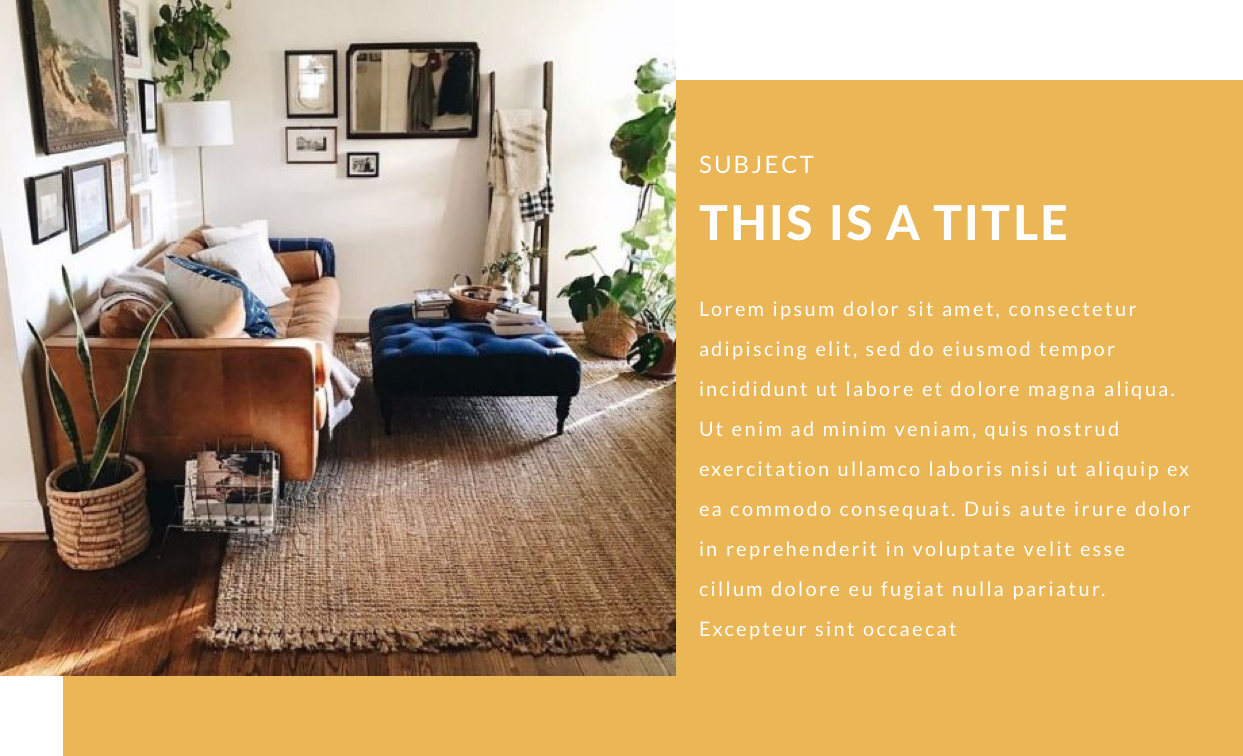 SUBJECT
THIS IS A TITLE
Lorem ipsum dolor sit amet, consectetur
adipiscing elit, sed do eiusmod tempor
incididunt ut labore et dolore magna aliqua.
Ut enim ad minim veniam, quis nostrud
exercitation ullamco laboris nisi ut aliquip ex
ea commodo consequat. Duis aute irure dolor
in reprehenderit in voluptate velit esse
cillum dolore eu fugiat nulla pariatur.
Excepteur sint occaecat